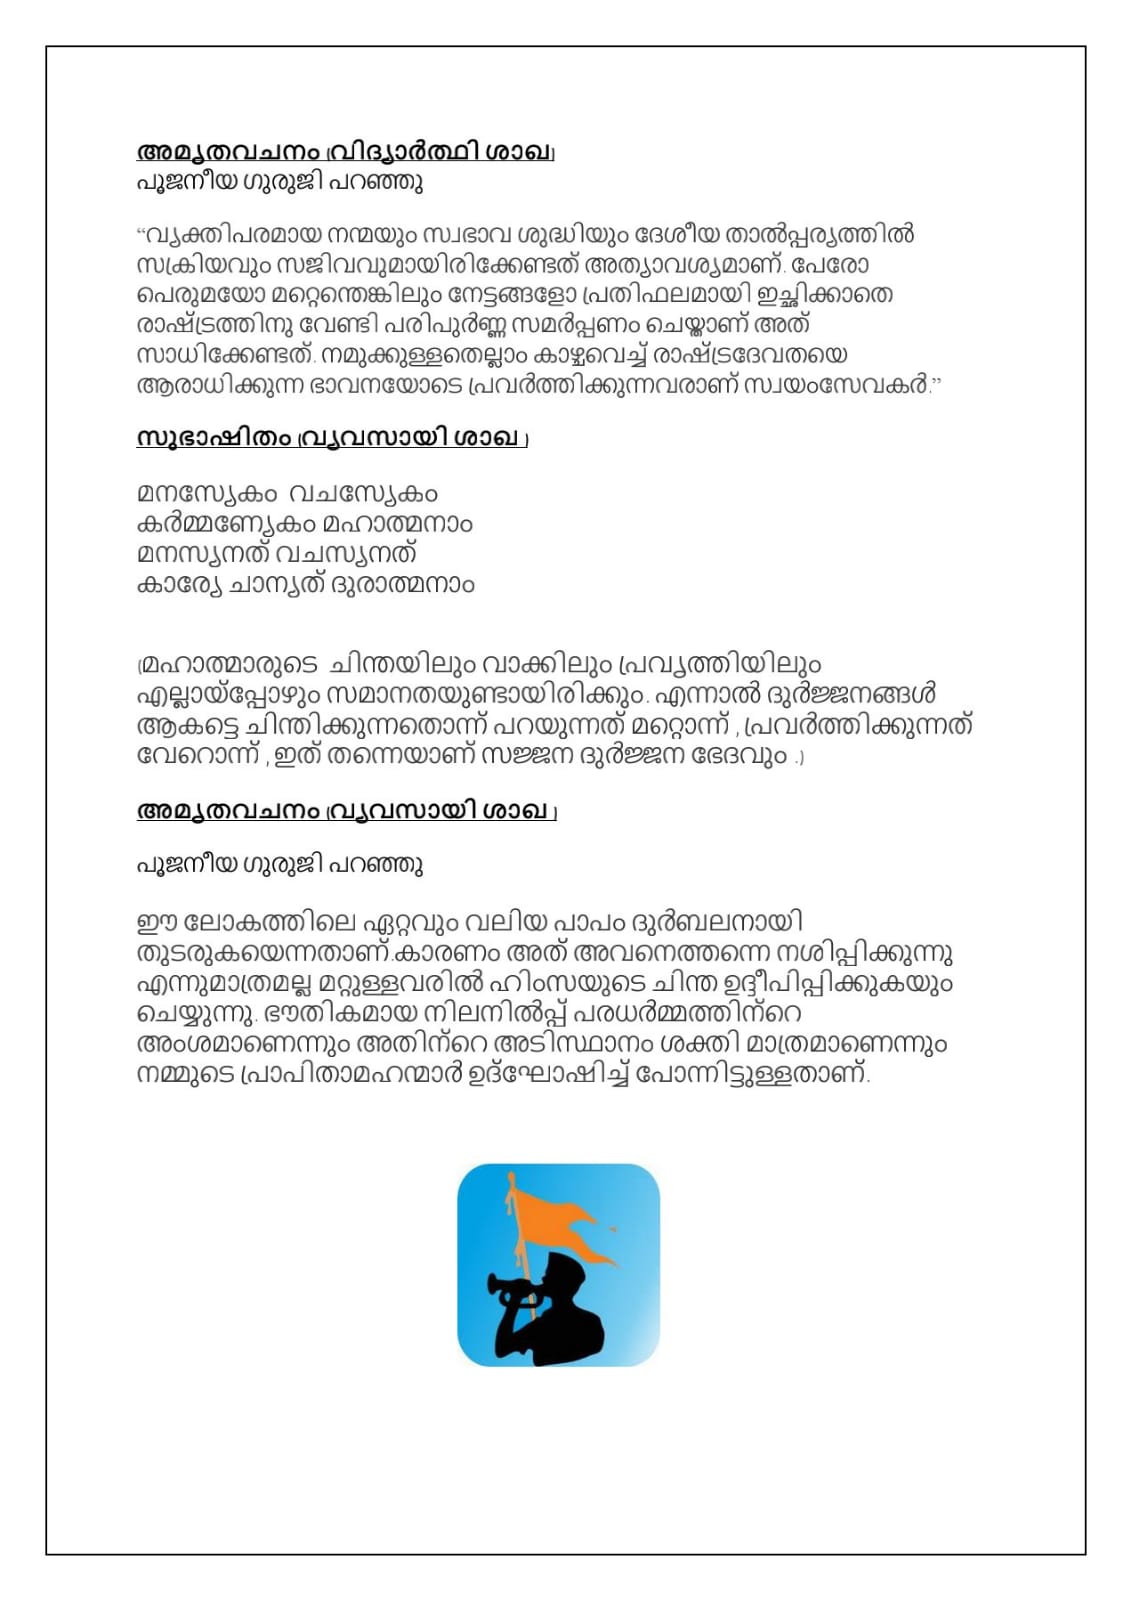 അമൃതവചനം (വിദ്യാർത്ഥി ശാഖ)
പൂജനീയ ഗുരുജി പറഞ്ഞു
“വ്യക്തിപരമായ നന്മയും സ്വഭാവ ശുദ്ധിയും ദേശീയ താൽപ്പര്യത്തിൽ
സക്രിയവും സജിവവുമായിരിക്കേണ്ടത് അത്യാവശ്യമാണ്. പേരോ
പെരുമയോ മറ്റെന്തെങ്കിലും നേട്ടങ്ങളോ പ്രതിഫലമായി ഇച്ഛിക്കാതെ
രാഷ്ട്രത്തിനു വേണ്ടി പരിപുർണ്ണ സമർപ്പണം ചെയ്താണ് അത്
സാധിക്കേണ്ടത്. നമുക്കുള്ളതെല്ലാം കാഴ്ചവെച്ച് രാഷ്ട്രദേവതയെ
ആരാധിക്കുന്ന ഭാവനയോടെ പ്രവർത്തിക്കുന്നവരാണ് സ്വയംസേവകർ.”
സുഭാഷിതം (വ്യവസായി ശാഖ )
മനസ്യേകം വചസ്യേകം
കർമ്മണ്യേകം മഹാത്മനാം
മനസ്യനത് വചസ്യനത്
കാര്യേ ചാന്യത് ദുരാത്മനാം
(മഹാത്മാരുടെ ചിന്തയിലും വാക്കിലും പ്രവൃത്തിയിലും
എല്ലായ്പ്പോഴും സമാനതയുണ്ടായിരിക്കും. എന്നാൽ ദുർജ്ജനങ്ങൾ
ആകട്ടെ ചിന്തിക്കുന്നതൊന്ന് പറയുന്നത് മറ്റൊന്ന് , പ്രവർത്തിക്കുന്നത്
വേറൊന്ന് , ഇത് തന്നെയാണ് സജ്ജന ദുർജ്ജന ഭേദവും .)
അമൃതവചനം (വ്യവസായി ശാഖ )
പൂജനീയ ഗുരുജി പറഞ്ഞു
ഈ ലോകത്തിലെ ഏറ്റവും വലിയ പാപം ദുർബലനായി
തുടരുകയെന്നതാണ്.കാരണം അത് അവനെത്തന്നെ നശിപ്പിക്കുന്നു
എന്നുമാത്രമല്ല മറ്റുള്ളവരിൽ ഹിംസയുടെ ചിന്ത ഉദ്ദീപിപ്പിക്കുകയും
ചെയ്യുന്നു. ഭൗതികമായ നിലനിൽപ്പ് പരധർമ്മത്തിന്റെ
അംശമാണെന്നും അതിന്റെ അടിസ്ഥാനം ശക്തി മാത്രമാണെന്നും
നമ്മുടെ പ്രാപിതാമഹന്മാർ ഉദ്ഘോഷിച്ച് പോന്നിട്ടുള്ളതാണ്.